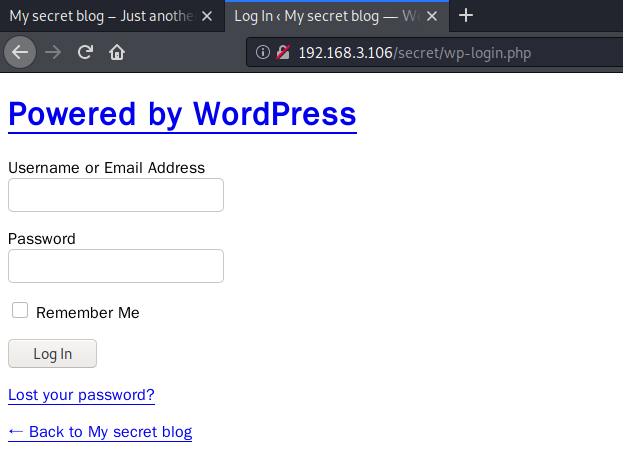 My secret blog – Just anothe
Log In ‹ My secret blog — W
192.168.3.106/secret/wp-login.php
Powered by WordPress
Username or Email Address
Password
Remember Me
Log In
Lost your password?
← Back to My secret blog